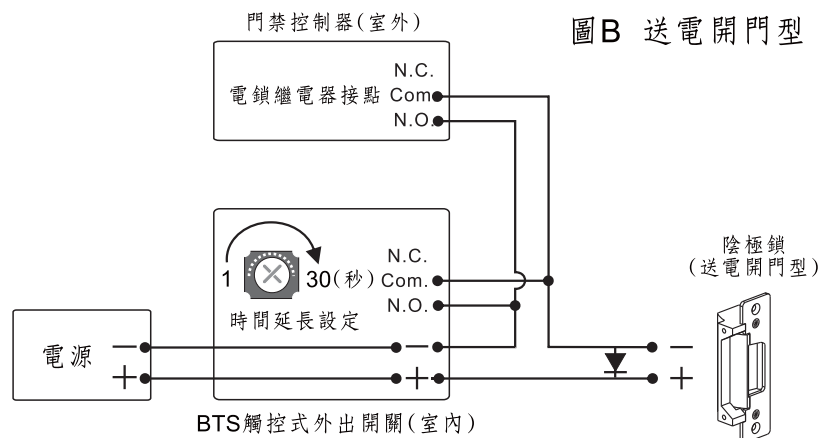 門禁控制器(室外)
圖B 送電開門型
N.C.
電鎖繼電器接點 Com
N.O.
N.C.
1 30(秒) Com.
N.O.
時間延長設定
陰極鎖
(送電開門型)
電源 − − −
+ + +
BTS觸控式外出開關(室內)